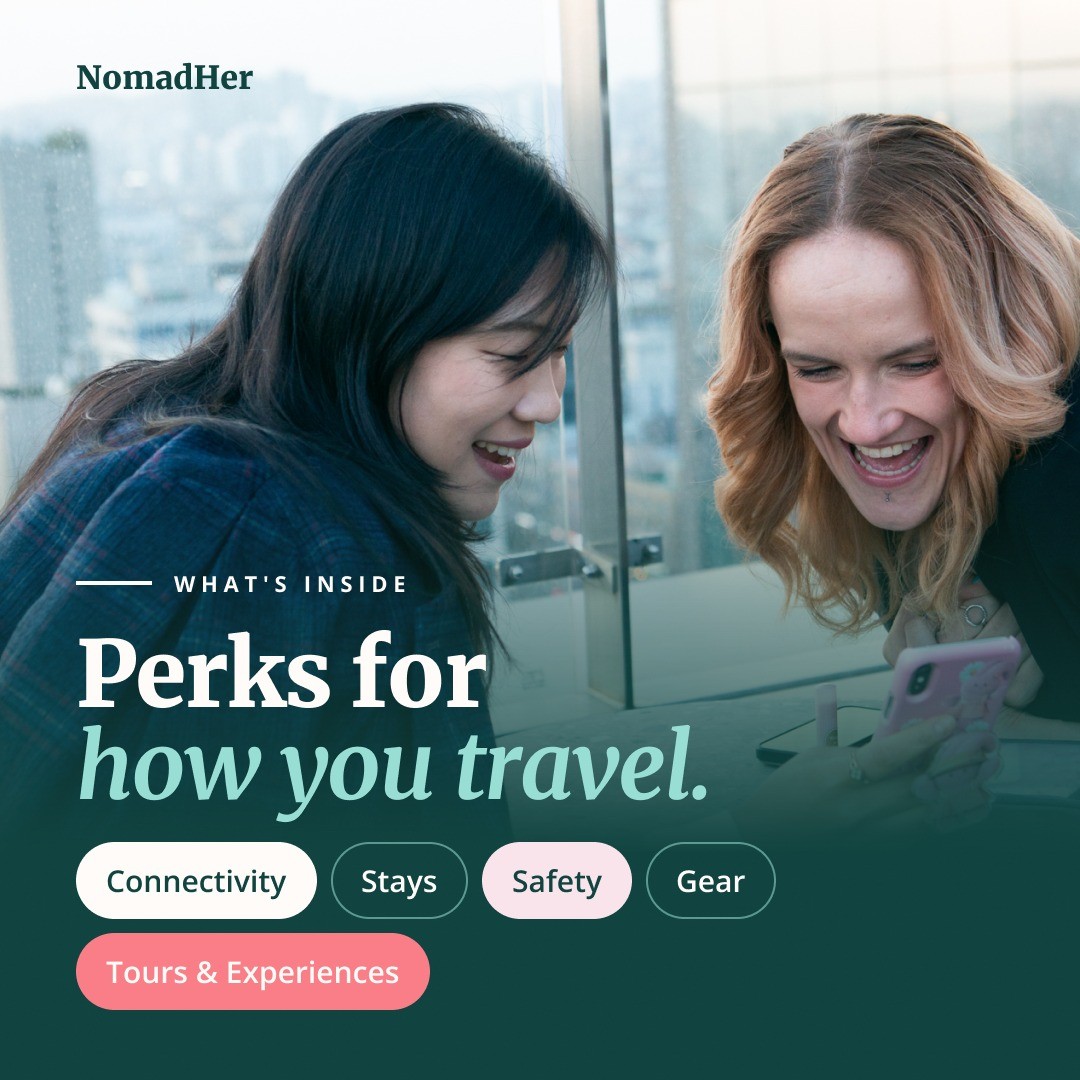 NomadHer
WHAT'S INSIDE
Perks for
how you travel.
Connectivity
Stays
Safety
Gear
Tours & Experiences